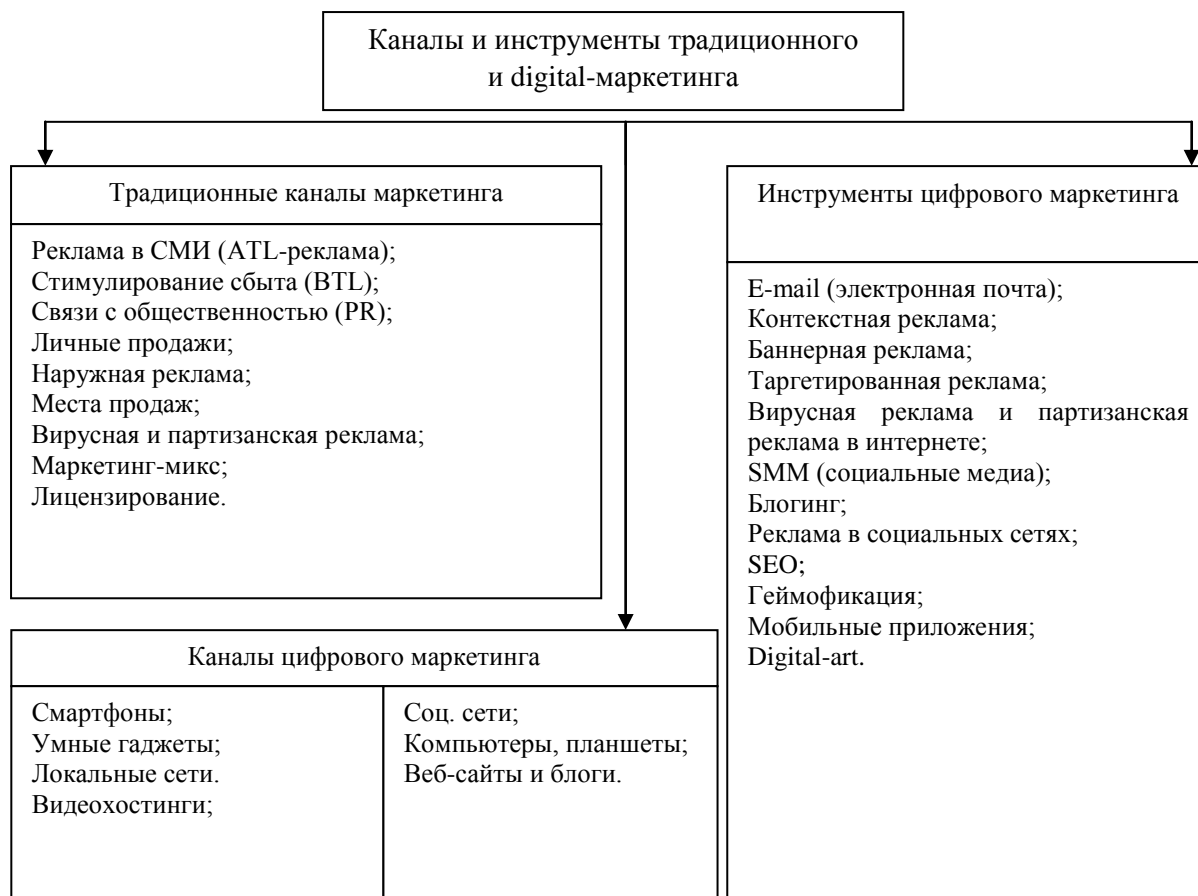 Каналы и инструменты традиционного
и digital-маркетинга
Традиционные каналы маркетинга
Реклама в СМИ (ATL-реклама);
Стимулирование сбыта (BTL);
Связи с общественностью (PR);
Личные продажи;
Наружная реклама;
Места продаж;
Вирусная и партизанская реклама;
Маркетинг-микс;
Лицензирование.
Каналы цифрового маркетинга
Смартфоны;
Умные гаджеты;
Локальные сети.
Видеохостинги;
Соц. сети;
Компьютеры, планшеты;
Веб-сайты и блоги.
Инструменты цифрового маркетинга
E-mail (электронная почта);
Контекстная реклама;
Баннерная реклама;
Таргетированная реклама;
Вирусная реклама и партизанская
реклама в интернете;
SMM (социальные медиа);
Блогинг;
Реклама в социальных сетях;
SEO;
Геймофикация;
Мобильные приложения;
Digital-art.